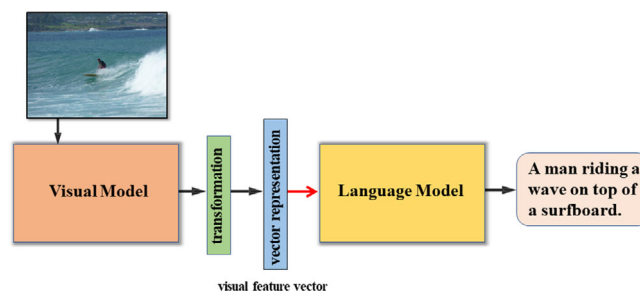 Visual Model
transformation
vector representation
visual feature vector
Language Model
A man riding a
wave on top of
a surfboard.